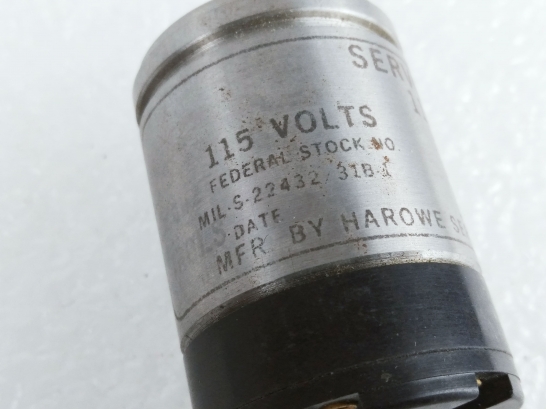 115 VOLTS
FEDERAL STOCK NO.
MIL-S-22432/31B-1
DATE
MFR BY HAROWE